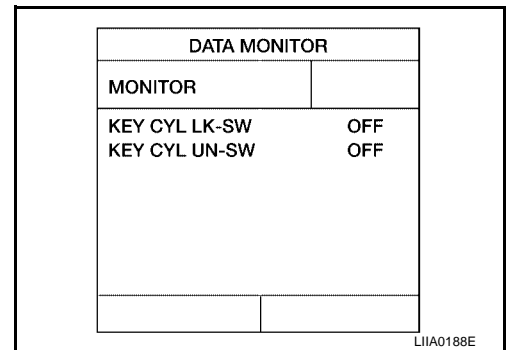 DATA MONITOR
MONITOR
KEY CYL LK-SW OFF
KEY CYL UN-SW OFF
LIIA0188E